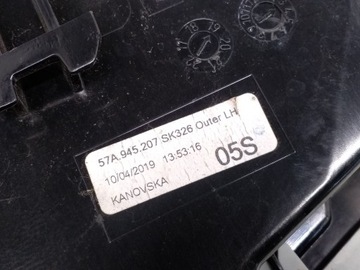 57A.945.207 SK326 Outer LH
10/04/2019 13:53:16
KANOVSKA
05S